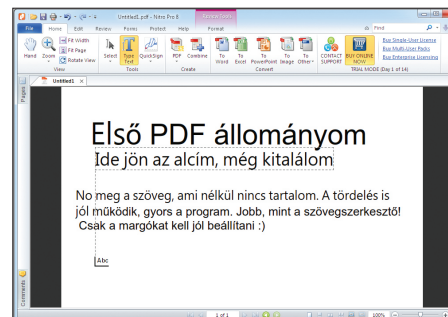 Untitled1.pdf - Nitro Pro 8
File Home Edit Review Forms Protect Help Format Find
Hand Zoom Fit Width Fit Page Rotate View Select Type Text QuickSign PDF Combine To Word To Excel To PowerPoint To Image To Other CONTACT SUPPORT BUY ONLINE NOW Buy Single-User License Buy Multi-User Packs Buy Enterprise Licensing
View Tools Create Convert TRIAL MODE (Day 1 of 14)
Untitled1
Pages
Első PDF állományom
Ide jön az alcím, még kitalálom
No meg a szöveg, ami nélkül nincs tartalom. A tördelés is
jól működik, gyors a program. Jobb, mint a szövegszerkesztő!
Csak a margókat kell jól beállítani :)
Abc
Comments
1 of 1 100%